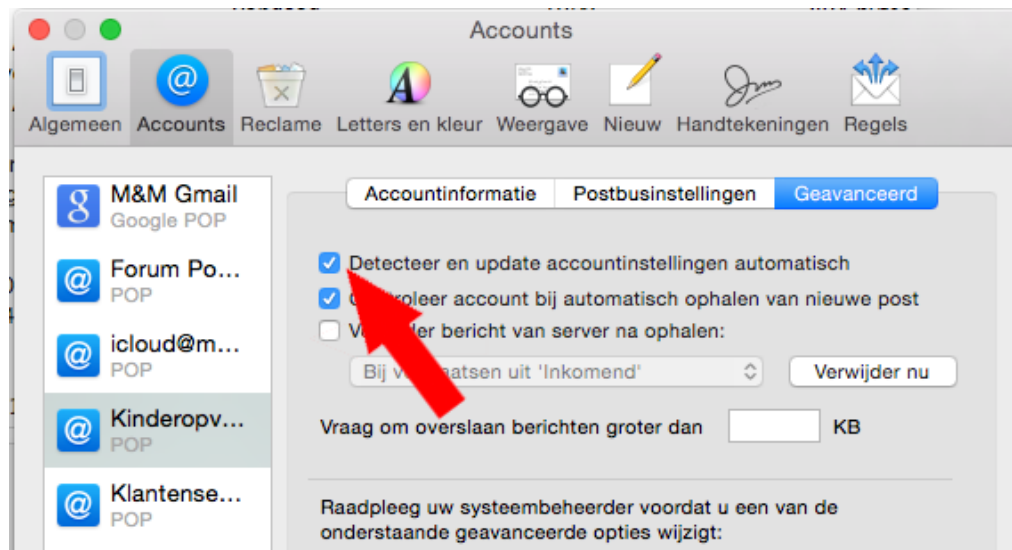 Accounts
Algemeen Accounts Reclame Letters en kleur Weergave Nieuw Handtekeningen Regels
M&M Gmail
Google POP
Forum Po...
POP
icloud@m...
POP
Kinderopv...
POP
Klantense...
POP
Accountinformatie Postbusinstellingen Geavanceerd
Detecteer en update accountinstellingen automatisch
account bij automatisch ophalen van nieuwe post
bericht van server na ophalen:
Bij uit 'Inkomend' Verwijder nu
Vraag om overslaan berichten groter dan KB
Raadpleeg uw systeembeheerder voordat u een van de
onderstaande geavanceerde opties wijzigt: